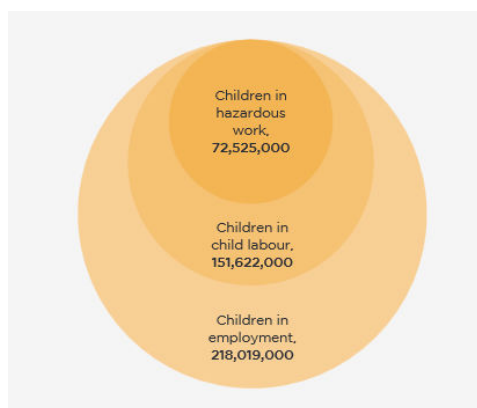 Children in
hazardous
work,
72,525,000
Children in
child labour,
151,622,000
Children in
employment,
218,019,000